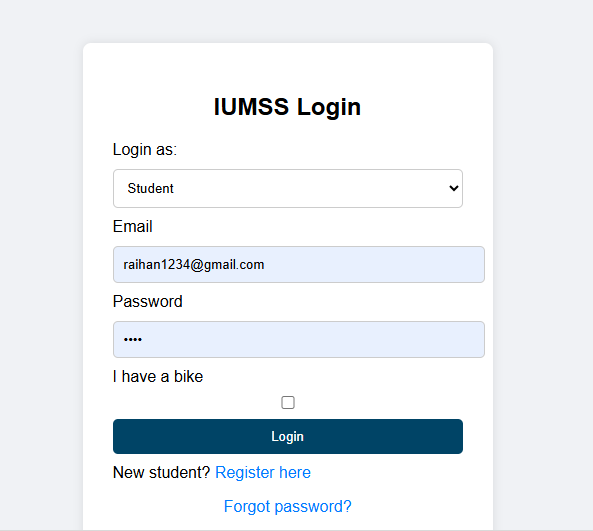 IUMSS Login
Login as:
Student
Email
raihan1234@gmail.com
Password
••••
I have a bike
Login
New student? Register here
Forgot password?